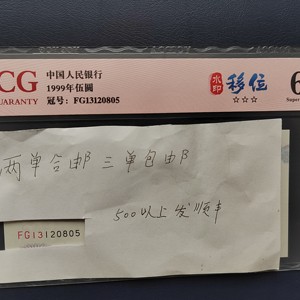 CG
GUARANTY
中国人民银行
1999年伍圆
冠号：FG13120805
水印
移位
☆☆☆
6
Super
两单合邮 三单包邮
500以上发顺丰
FG13120805